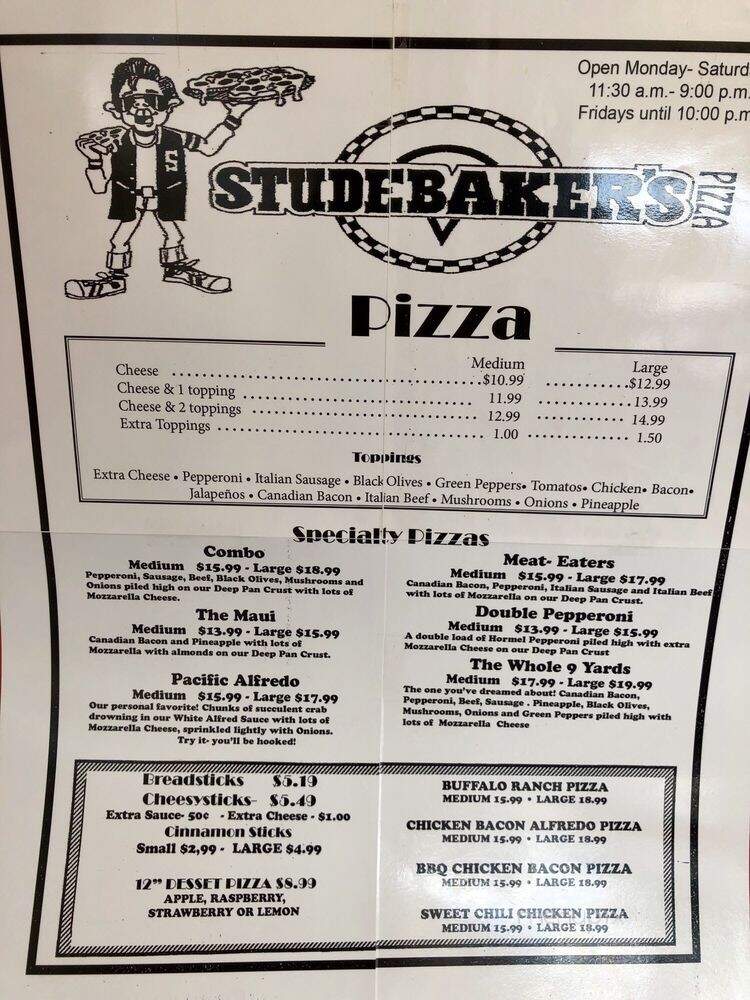 Open Monday- Saturd
11:30 a.m.- 9:00 p.m.
Fridays until 10:00 p.m
S
STUDEBAKER'S PIZZA
Pizza
Medium Large
Cheese ........ $10.99 ........ $12.99
Cheese & 1 topping ........ 11.99 ........ 13.99
Cheese & 2 toppings ........ 12.99 ........ 14.99
Extra Toppings ........ 1.00 ........ 1.50
Toppings
Extra Cheese • Pepperoni • Italian Sausage • Black Olives • Green Peppers• Tomatos• Chicken• Bacon•
Jalapeños • Canadian Bacon • Italian Beef • Mushrooms • Onions • Pineapple
Specialty Pizzas
Combo
Medium $15.99 - Large $18.99
Pepperoni, Sausage, Beef, Black Olives, Mushrooms and
Onions piled high on our Deep Pan Crust with lots of
Mozzarella Cheese.
The Maui
Medium $13.99 - Large $15.99
Canadian Bacon and Pineapple with lots of
Mozzarella with almonds on our Deep Pan Crust.
Pacific Alfredo
Medium $15.99 - Large $17.99
Our personal favorite! Chunks of succulent crab
drowning in our White Alfred Sauce with lots of
Mozzarella Cheese, sprinkled lightly with Onions.
Try it- you'll be hooked!
Meat- Eaters
Medium $15.99 - Large $17.99
Canadian Bacon, Pepperoni, Italian Sausage and Italian Beef
with lots of Mozzarella on our Deep Pan Crust.
Double Pepperoni
Medium $13.99 - Large $15.99
A double load of Hormel Pepperoni piled high with extra
Mozzarella Cheese on our Deep Pan Crust
The Whole 9 Yards
Medium $17.99 - Large $19.99
The one you've dreamed about! Canadian Bacon,
Pepperoni, Beef, Sausage . Pineapple, Black Olives,
Mushrooms, Onions and Green Peppers piled high with
lots of Mozzarella Cheese
Breadsticks $5.19
Cheesysticks- $5.49
Extra Sauce- 50¢ - Extra Cheese - $1.00
Cinnamon Sticks
Small $2,99 - LARGE $4.99
12" DESSET PIZZA $8.99
APPLE, RASPBERRY,
STRAWBERRY OR LEMON
BUFFALO RANCH PIZZA
MEDIUM 15.99 • LARGE 18.99
CHICKEN BACON ALFREDO PIZZA
MEDIUM 15.99 • LARGE 18.99
BBQ CHICKEN BACON PIZZA
MEDIUM 15.99 • LARGE 18.99
SWEET CHILI CHICKEN PIZZA
MEDIUM 15.99 • LARGE 18.99